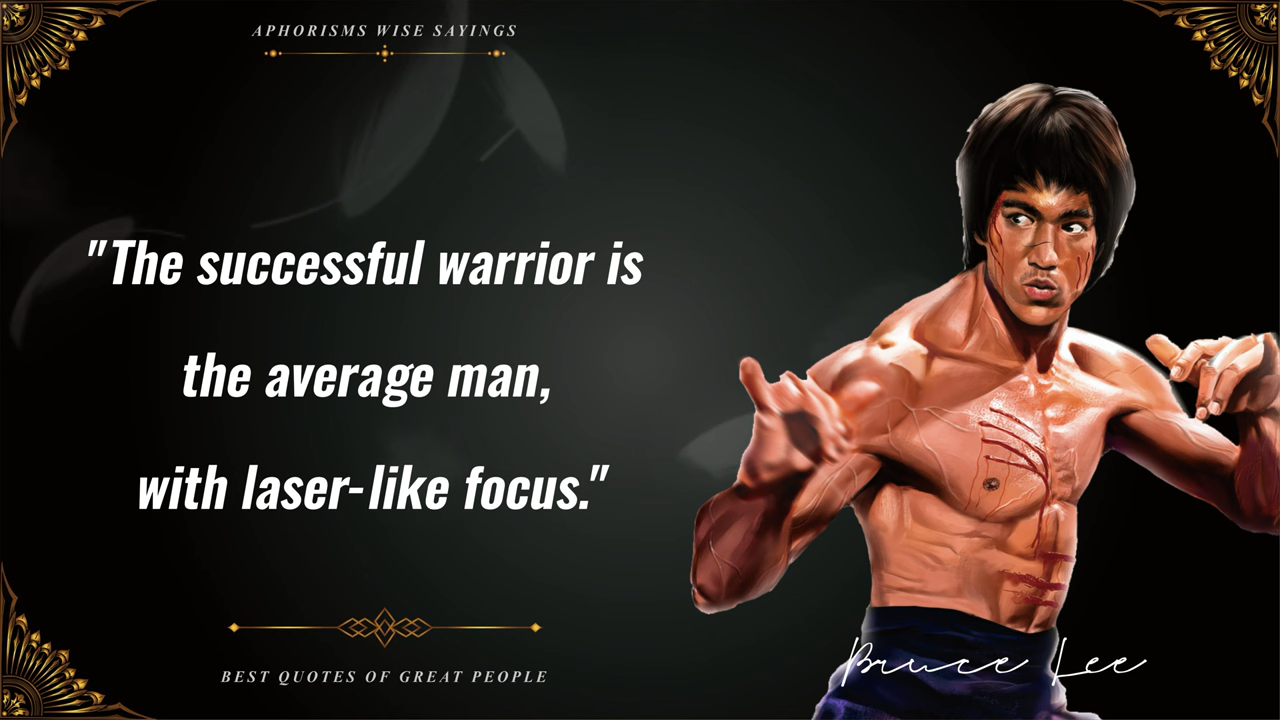 APHORISMS WISE SAYINGS
"The successful warrior is
the average man,
with laser-like focus."
BEST QUOTES OF GREAT PEOPLE
Bruce Lee